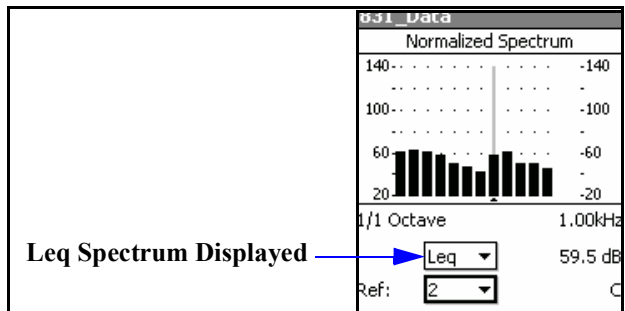 831_Data
Normalized Spectrum
140 -140
100 -100
60 -60
20 -20
1/1 Octave 1.00kHz
Leq Spectrum Displayed Leq 59.5 dB
Ref: 2 C